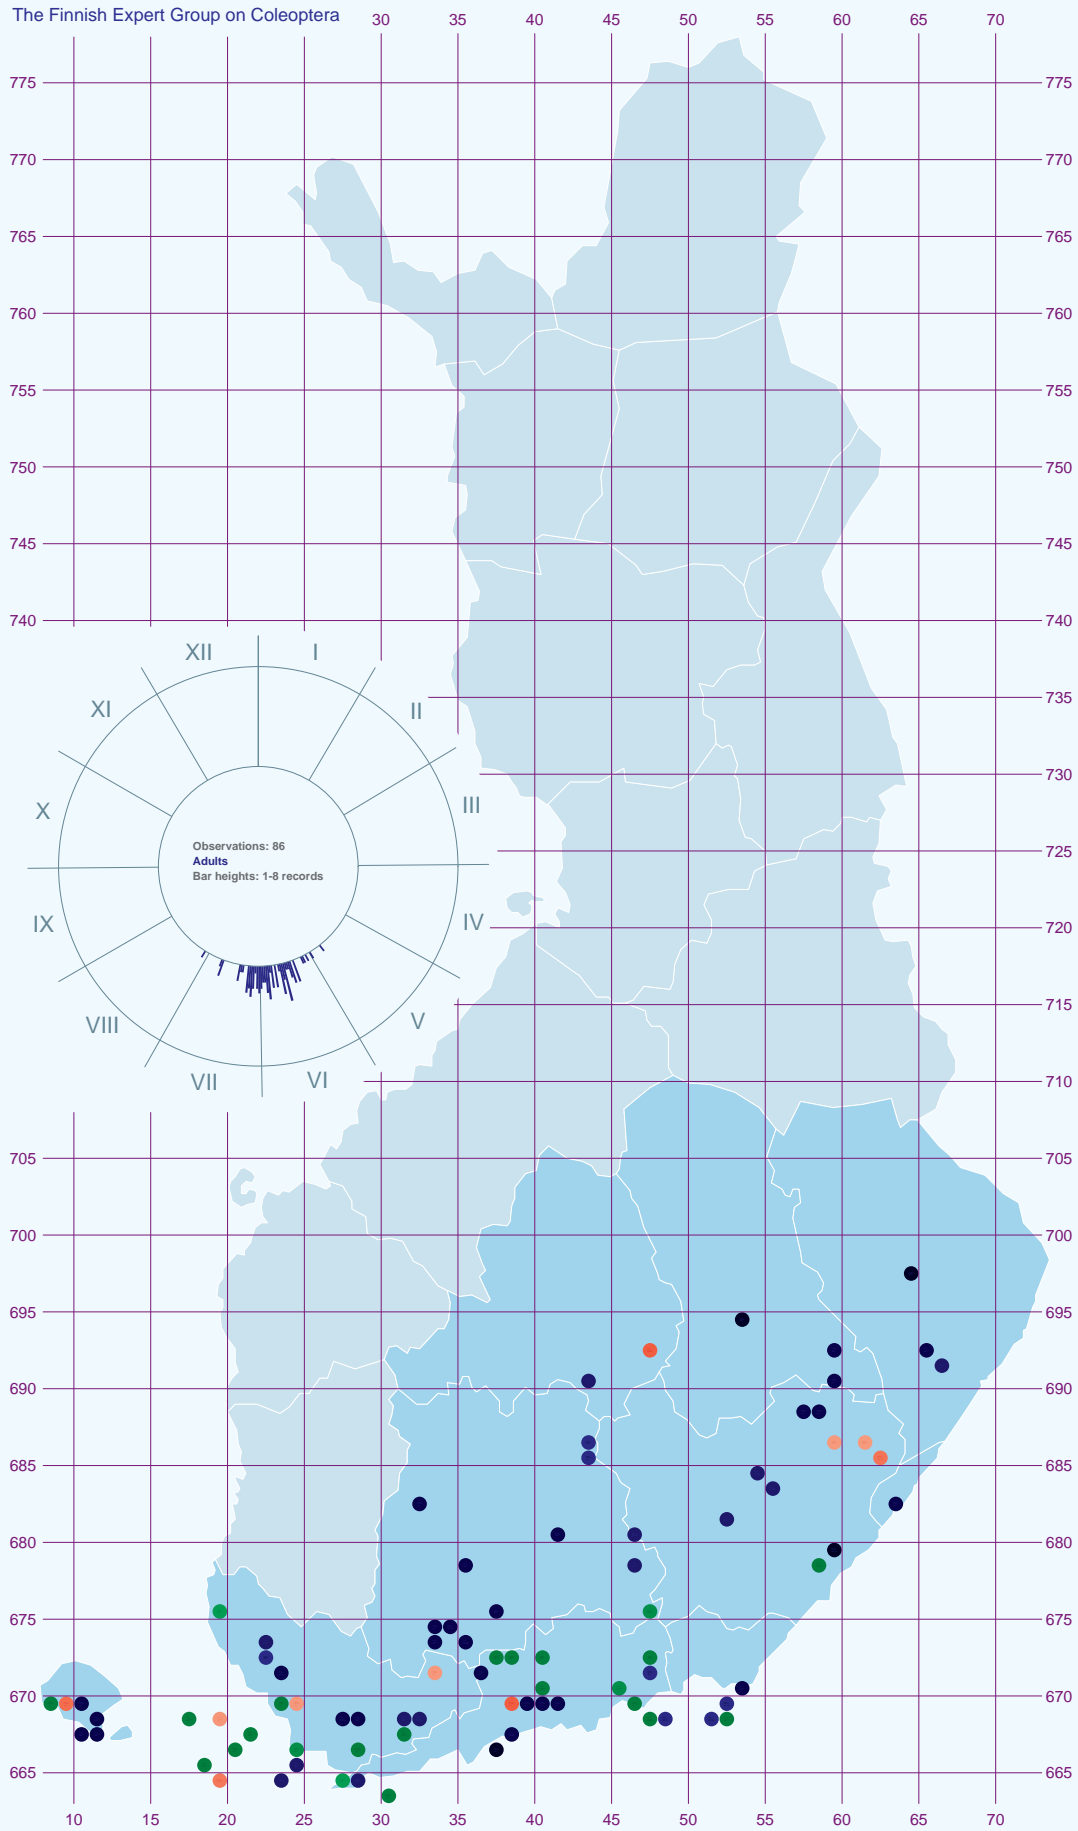 The Finnish Expert Group on Coleoptera 30 35 40 45 50 55 60 65 70
775 775
770 770
765 765
760 760
755 755
750 750
745 745
740 740
XII I
XI II 735
730
X III
Observations: 86
Adults 725
Bar heights: 1-8 records
IX IV 720
715
VIII V
VII VI 710
705 705
700 700
695 695
690 690
685 685
680 680
675 675
670 670
665 665
10 15 20 25 30 35 40 45 50 55 60 65 70